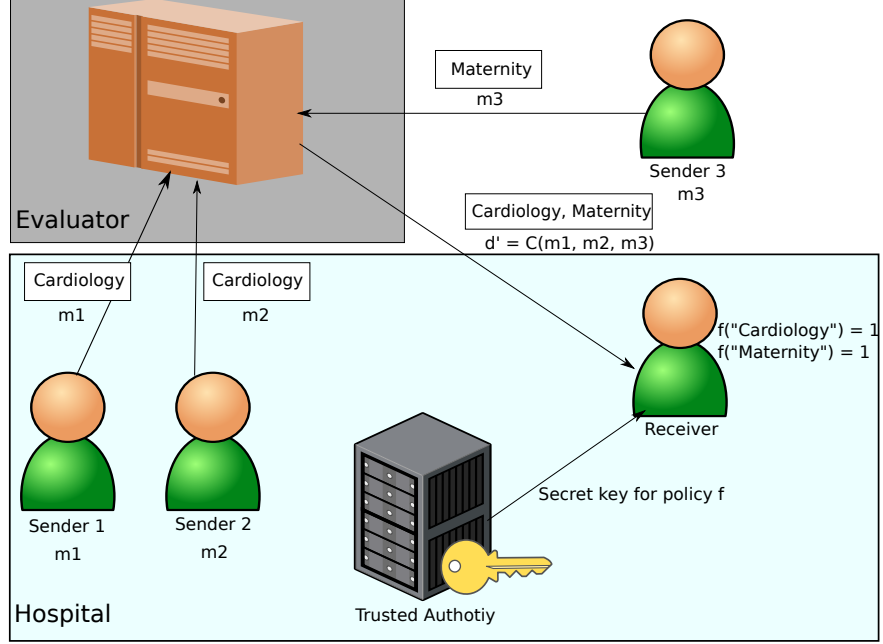 Maternity
m3
Sender 3
m3
Evaluator
Cardiology, Maternity
d' = C(m1, m2, m3)
Cardiology
m1
Cardiology
m2
f("Cardiology") = 1
f("Maternity") = 1
Receiver
Secret key for policy f
Sender 1
m1
Sender 2
m2
Hospital
Trusted Authotiy